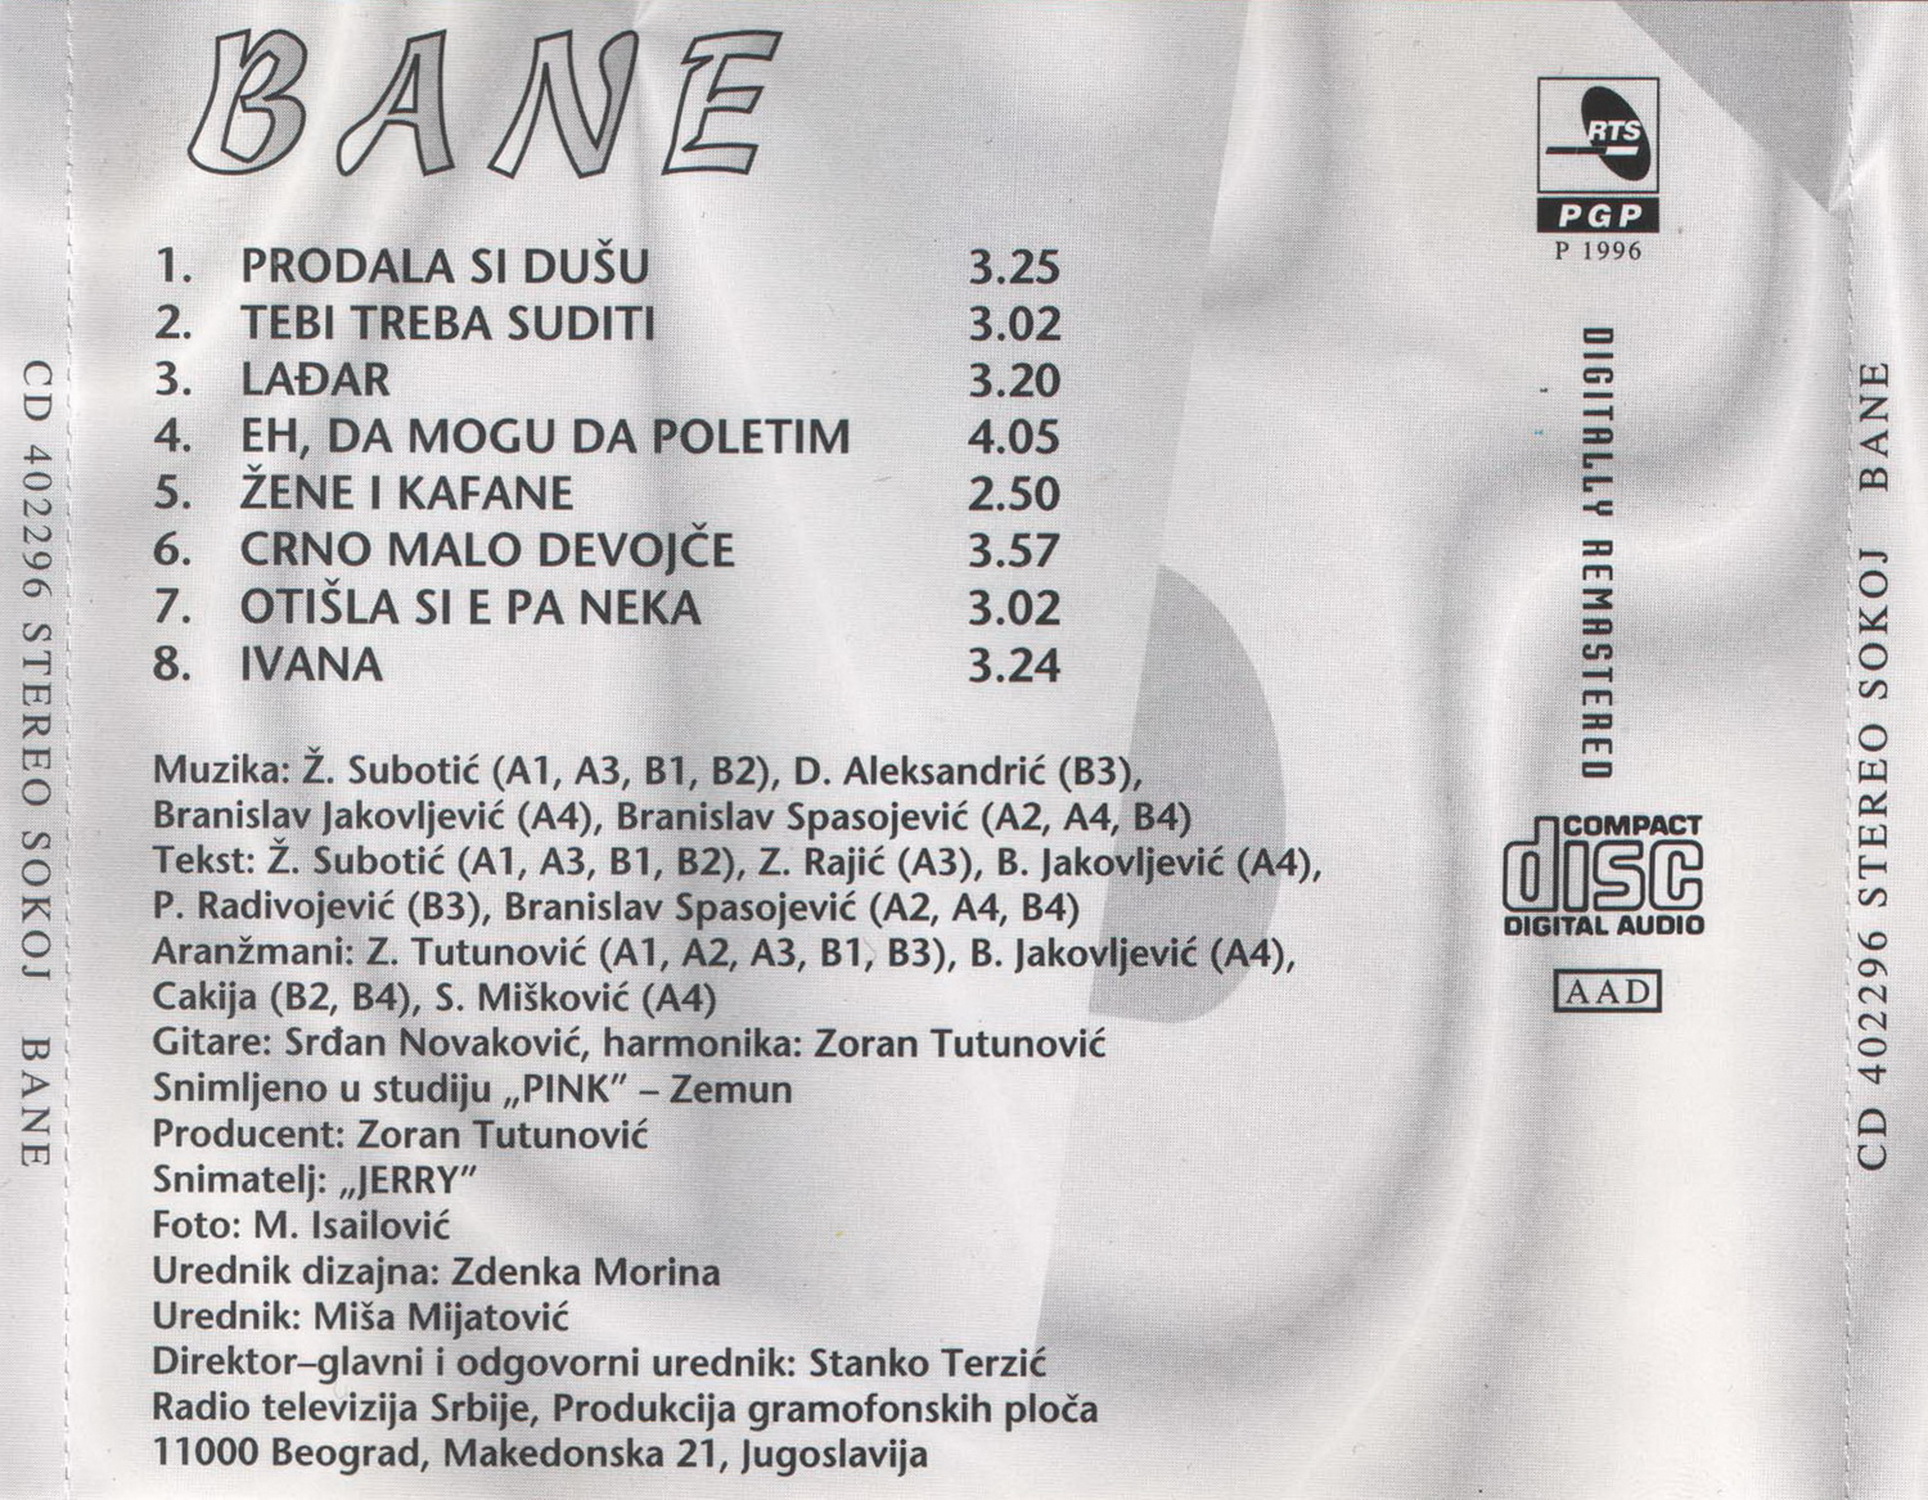 BANE
1. PRODALA SI DUŠU 3.25
2. TEBI TREBA SUDITI 3.02
3. LAĐAR 3.20
4. EH, DA MOGU DA POLETIM 4.05
5. ŽENE I KAFANE 2.50
6. CRNO MALO DEVOJČE 3.57
7. OTIŠLA SI E PA NEKA 3.02
8. IVANA 3.24
Muzika: Ž. Subotić (A1, A3, B1, B2), D. Aleksandrić (B3),
Branislav Jakovljević (A4), Branislav Spasojević (A2, A4, B4)
Tekst: Ž. Subotić (A1, A3, B1, B2), Z. Rajić (A3), B. Jakovljević (A4),
P. Radivojević (B3), Branislav Spasojević (A2, A4, B4)
Aranžmani: Z. Tutunović (A1, A2, A3, B1, B3), B. Jakovljević (A4),
Cakija (B2, B4), S. Mišković (A4)
Gitare: Srđan Novaković, harmonika: Zoran Tutunović
Snimljeno u studiju „PINK” – Zemun
Producent: Zoran Tutunović
Snimatelj: „JERRY”
Foto: M. Isailović
Urednik dizajna: Zdenka Morina
Urednik: Miša Mijatović
Direktor–glavni i odgovorni urednik: Stanko Terzić
Radio televizija Srbije, Produkcija gramofonskih ploča
11000 Beograd, Makedonska 21, Jugoslavija
RTS
PGP
P 1996
DIGITALLY REMASTERED
COMPACT
disc
DIGITAL AUDIO
AAD
CD 402296 STEREO SOKOJ BANE
CD 402296 STEREO SOKOJ BANE